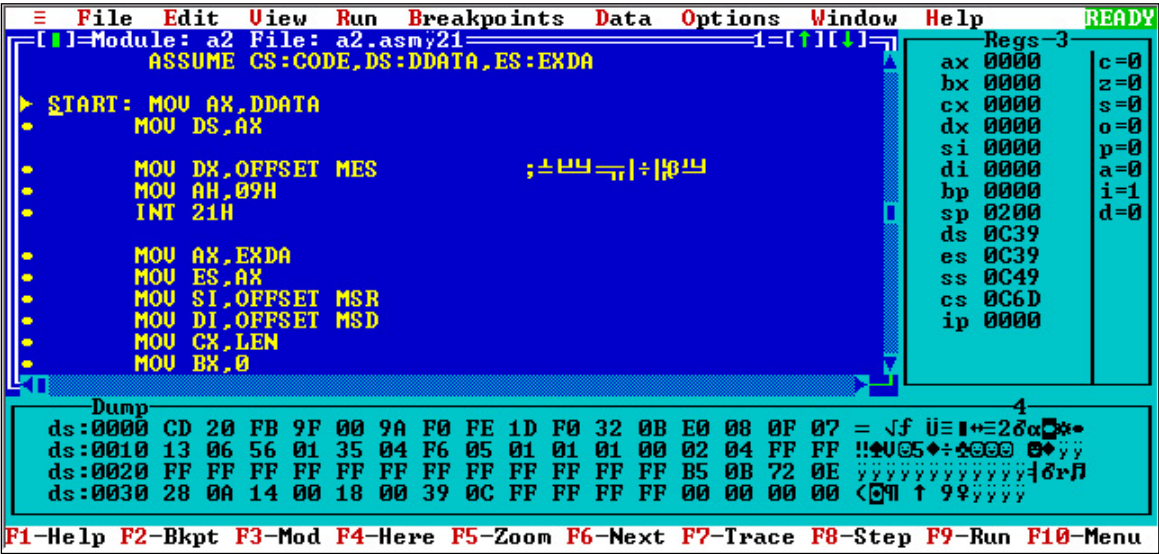 ≡ File Edit View Run Breakpoints Data Options Window Help READY
[■]=Module: a2 File: a2.asm 21 1=[↑][↓]
ASSUME CS:CODE,DS:DDATA,ES:EXDA
START: MOV AX,DDATA
MOV DS,AX
MOV DX,OFFSET MES ;
MOV AH,09H
INT 21H
MOV AX,EXDA
MOV ES,AX
MOV SI,OFFSET MSR
MOV DI,OFFSET MSD
MOV CX,LEN
MOV BX,0
Regs 3
ax 0000 c=0
bx 0000 z=0
cx 0000 s=0
dx 0000 o=0
si 0000 p=0
di 0000 a=0
bp 0000 i=1
sp 0200 d=0
ds 0C39
es 0C39
ss 0C49
cs 0C6D
ip 0000
Dump 4
ds:0000 CD 20 FB 9F 00 9A F0 FE 1D F0 32 0B E0 08 0F 07
ds:0010 13 06 56 01 35 04 F6 05 01 01 01 00 02 04 FF FF
ds:0020 FF FF FF FF FF FF FF FF FF FF FF FF B5 0B 72 0E
ds:0030 28 0A 14 00 18 00 39 0C FF FF FF FF 00 00 00 00
F1-Help F2-Bkpt F3-Mod F4-Here F5-Zoom F6-Next F7-Trace F8-Step F9-Run F10-Menu